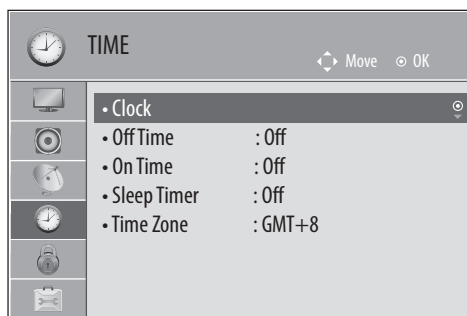 TIME
Move OK
• Clock
• Off Time : Off
• On Time : Off
• Sleep Timer : Off
• Time Zone : GMT+8